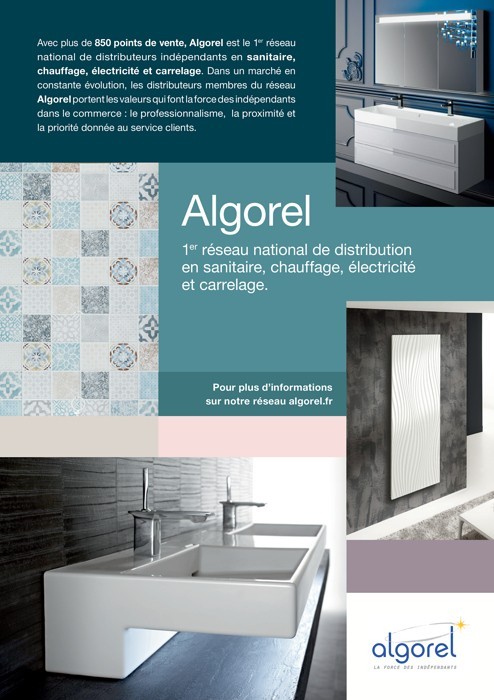 Avec plus de 850 points de vente, Algorel est le 1er réseau
national de distributeurs indépendants en sanitaire,
chauffage, électricité et carrelage. Dans un marché en
constante évolution, les distributeurs membres du réseau
Algorel portent les valeurs qui font la force des indépendants
dans le commerce : le professionnalisme, la proximité et
la priorité donnée au service clients.
Algorel
1er réseau national de distribution
en sanitaire, chauffage, électricité
et carrelage.
Pour plus d'informations
sur notre réseau algorel.fr
algorel
LA FORCE DES INDÉPENDANTS